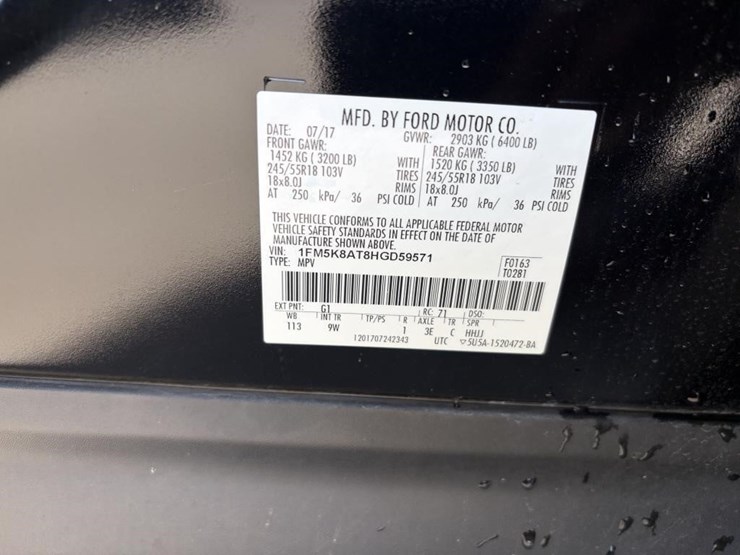 MFD. BY FORD MOTOR CO.
DATE: 07/17 GVWR: 2903 KG ( 6400 LB)
FRONT GAWR: REAR GAWR:
1452 KG ( 3200 LB) WITH 1520 KG ( 3350 LB) WITH
245/55R18 103V TIRES 245/55R18 103V TIRES
18x8.0J RIMS 18x8.0J RIMS
AT 250 kPa/ 36 PSI COLD AT 250 kPa/ 36 PSI COLD
THIS VEHICLE CONFORMS TO ALL APPLICABLE FEDERAL MOTOR
VEHICLE SAFETY STANDARDS IN EFFECT ON THE DATE OF
MANUFACTURE SHOWN ABOVE.
VIN: 1FM5K8AT8HGD59571
TYPE: MPV
F0163
T0281
EXT PNT: G1 RC: 71 DSO:
WB INT TR TP/PS R AXLE TR SPR
113 9W 1 3E C HHJJ
1201707242343 UTC ▽5U5A-1520472-BA